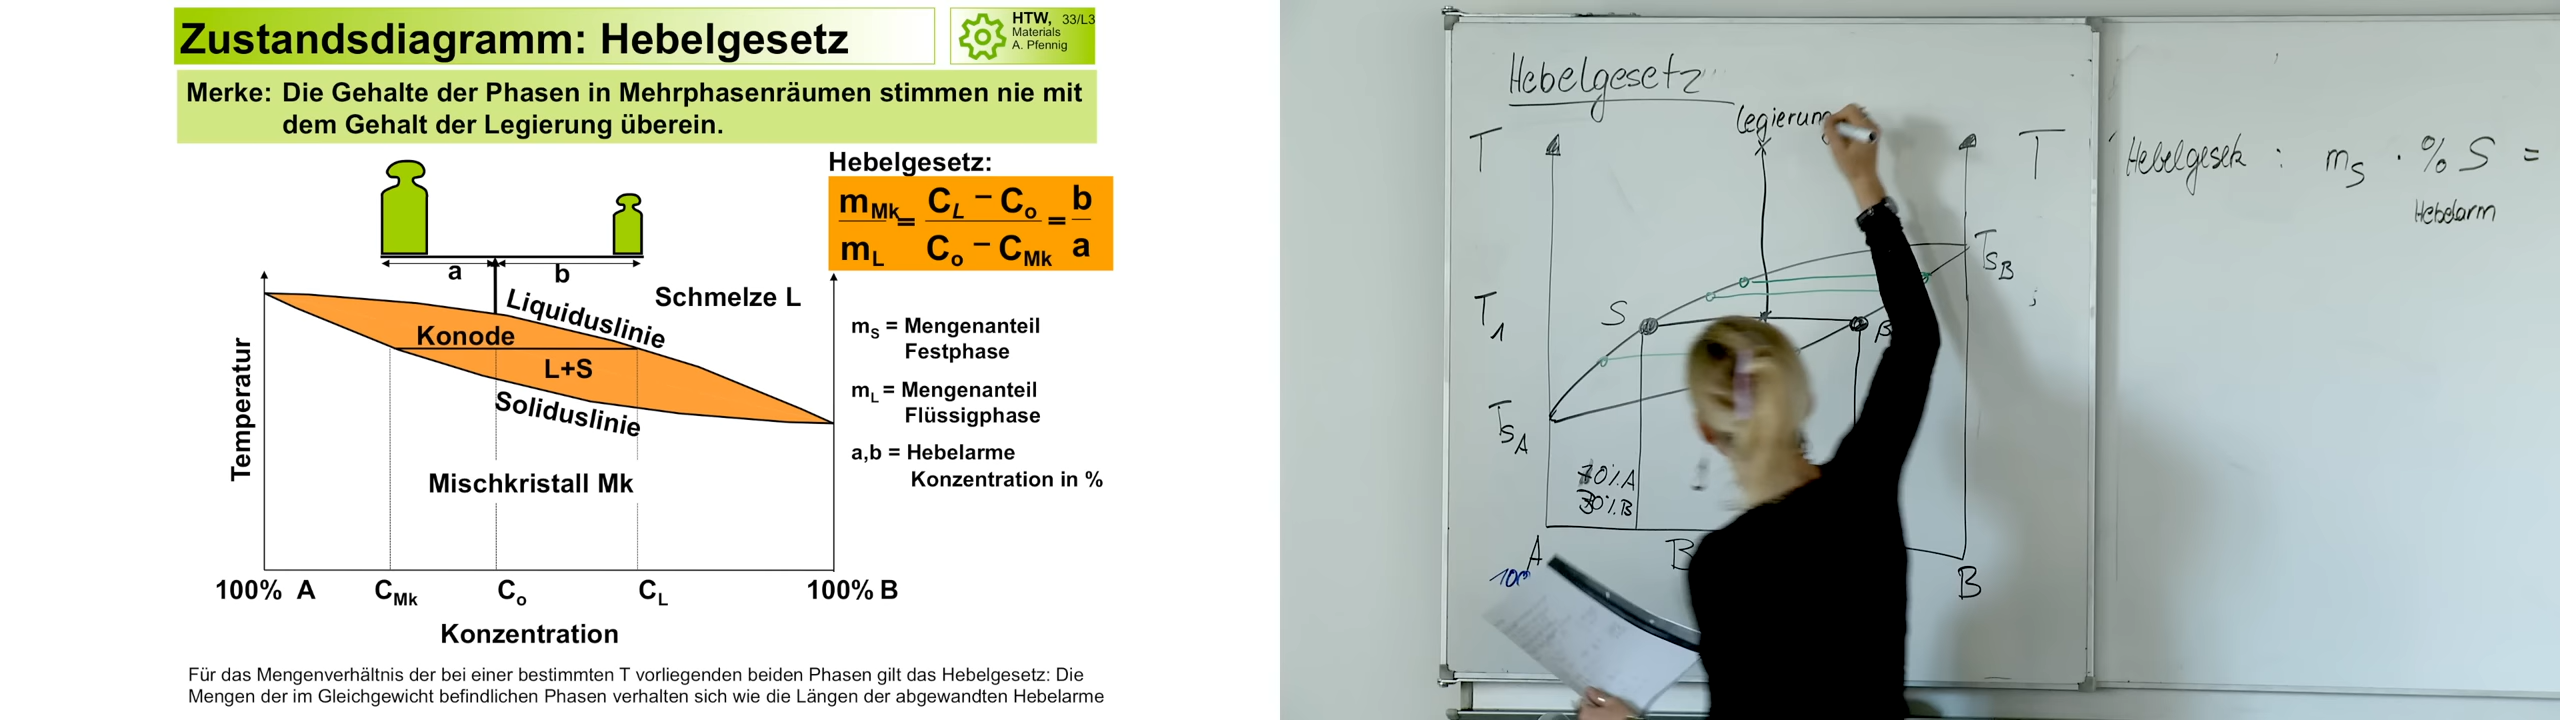 Zustandsdiagramm: Hebelgesetz
HTW, 33/L3
Materials
A. Pfennig
Merke: Die Gehalte der Phasen in Mehrphasenräumen stimmen nie mit
dem Gehalt der Legierung überein.
Hebelgesetz:
mMk = CL – Co = b
mL Co – CMk a
a b
Liquiduslinie
Schmelze L
Konode
L+S
Soliduslinie
Mischkristall Mk
Temperatur
mS = Mengenanteil
Festphase
mL = Mengenanteil
Flüssigphase
a,b = Hebelarme
Konzentration in %
100% A CMk Co CL 100% B
Konzentration
Für das Mengenverhältnis der bei einer bestimmten T vorliegenden beiden Phasen gilt das Hebelgesetz: Die
Mengen der im Gleichgewicht befindlichen Phasen verhalten sich wie die Längen der abgewandten Hebelarme
Hebelgesetz
Legierung
T T
TSB
T1 S
TSA
70% A
30% B
A B B
Hebelgesetz : mS · % S =
Hebelarm